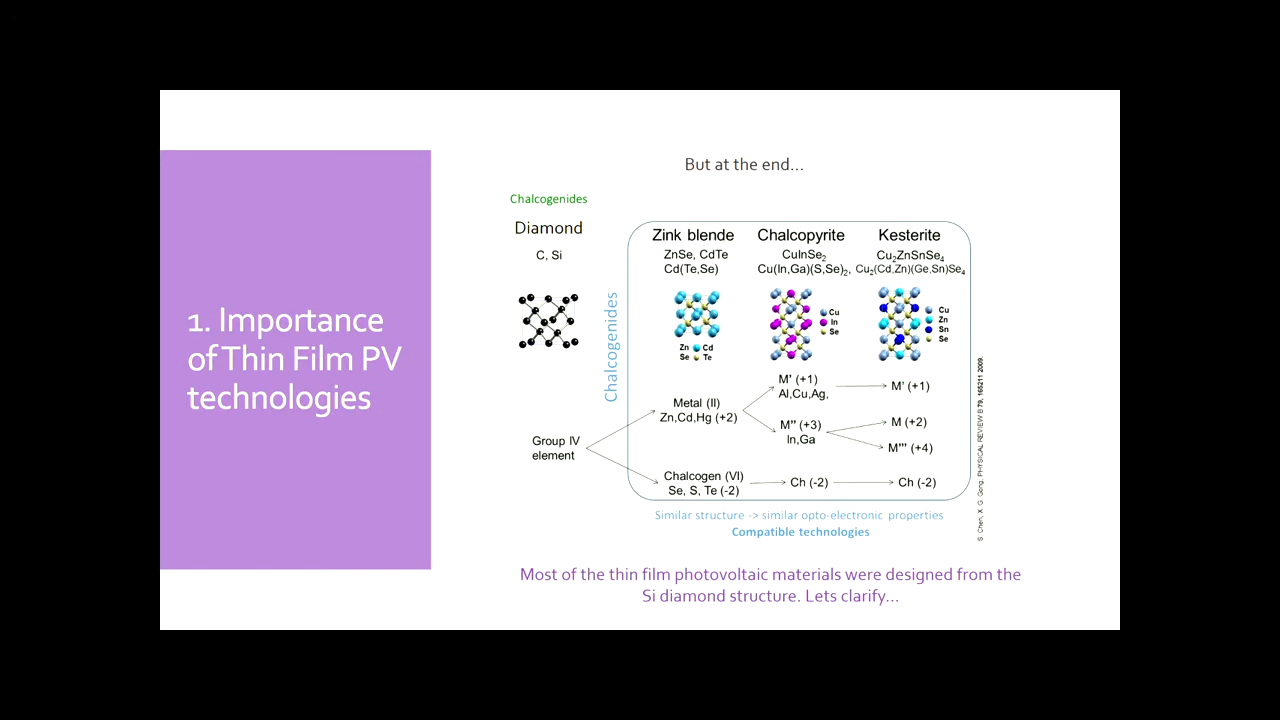 But at the end...
Chalcogenides
Diamond
C, Si
1. Importance
of Thin Film PV
technologies
Chalcogenides
Zink blende
ZnSe, CdTe
Cd(Te,Se)
Zn Cd
Se Te
Chalcopyrite
CuInSe2
Cu(In,Ga)(S,Se)2,
Cu
In
Se
Kesterite
Cu2ZnSnSe4
Cu2(Cd,Zn)(Ge,Sn)Se4
Cu
Zn
Sn
Se
Group IV
element
Metal (II)
Zn,Cd,Hg (+2)
M' (+1)
Al,Cu,Ag,
M' (+1)
M'' (+3)
In,Ga
M (+2)
M''' (+4)
Chalcogen (VI)
Se, S, Te (-2)
Ch (-2)
Ch (-2)
S. Chen, X. G. Gong, PHYSICAL REVIEW B 79, 165211 2009.
Similar structure -> similar opto-electronic properties
Compatible technologies
Most of the thin film photovoltaic materials were designed from the
Si diamond structure. Lets clarify...